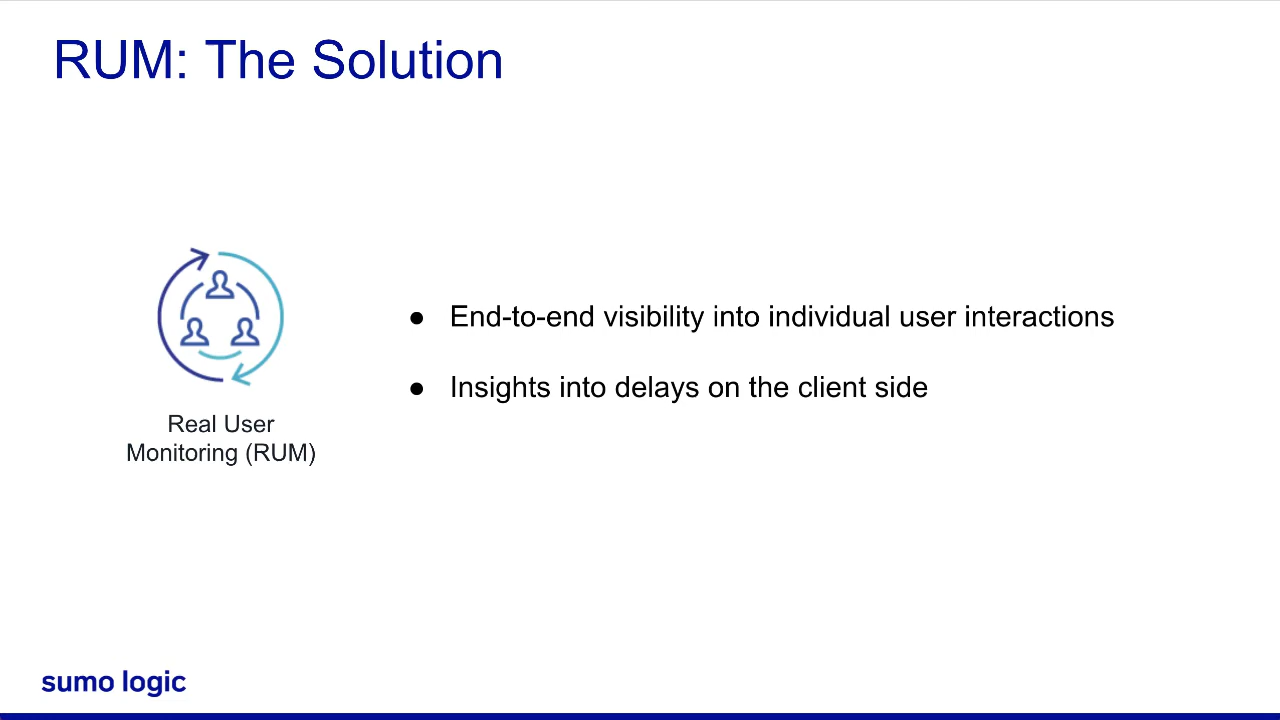 RUM: The Solution
● End-to-end visibility into individual user interactions
● Insights into delays on the client side
Real User
Monitoring (RUM)
sumo logic